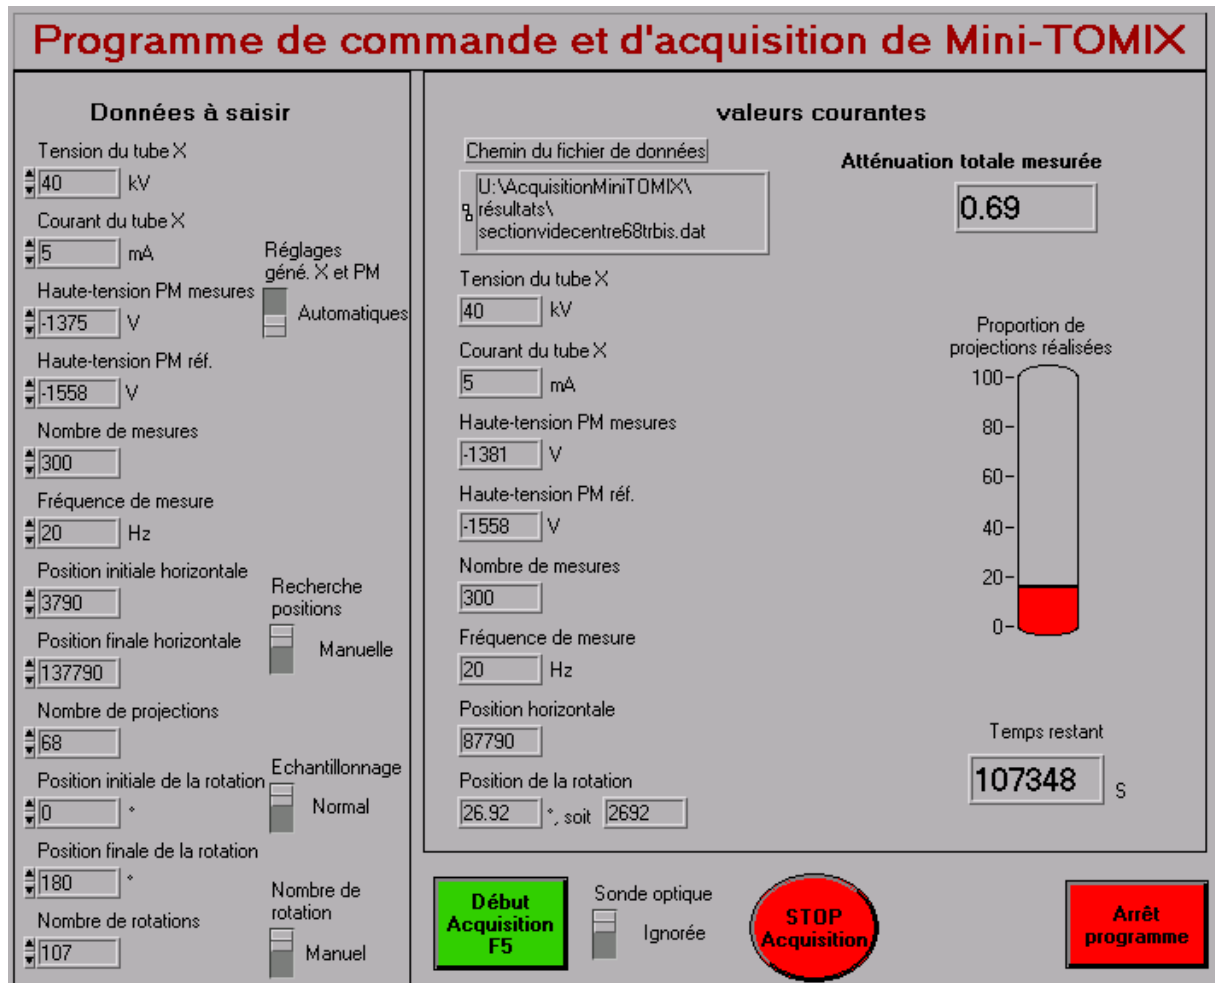 Programme de commande et d'acquisition de Mini-TOMIX
Données à saisir
Tension du tube X
40 kV
Courant du tube X
5 mA
Réglages
géné. X et PM
Automatiques
Haute-tension PM mesures
-1375 V
Haute-tension PM réf.
-1558 V
Nombre de mesures
300
Fréquence de mesure
20 Hz
Position initiale horizontale
3790
Recherche
positions
Manuelle
Position finale horizontale
137790
Nombre de projections
68
Echantillonnage
Normal
Position initiale de la rotation
0 °
Position finale de la rotation
180 °
Nombre de
rotation
Manuel
Nombre de rotations
107
valeurs courantes
Chemin du fichier de données
U:\AcquisitionMiniTOMIX\
résultats\
sectionvidecentre68trbis.dat
Tension du tube X
40 kV
Courant du tube X
5 mA
Haute-tension PM mesures
-1381 V
Haute-tension PM réf.
-1558 V
Nombre de mesures
300
Fréquence de mesure
20 Hz
Position horizontale
87790
Position de la rotation
26.92 °, soit 2692
Atténuation totale mesurée
0.69
Proportion de
projections réalisées
100
80
60
40
20
0
Temps restant
107348 S
Début
Acquisition
F5
Sonde optique
Ignorée
STOP
Acquisition
Arrêt
programme